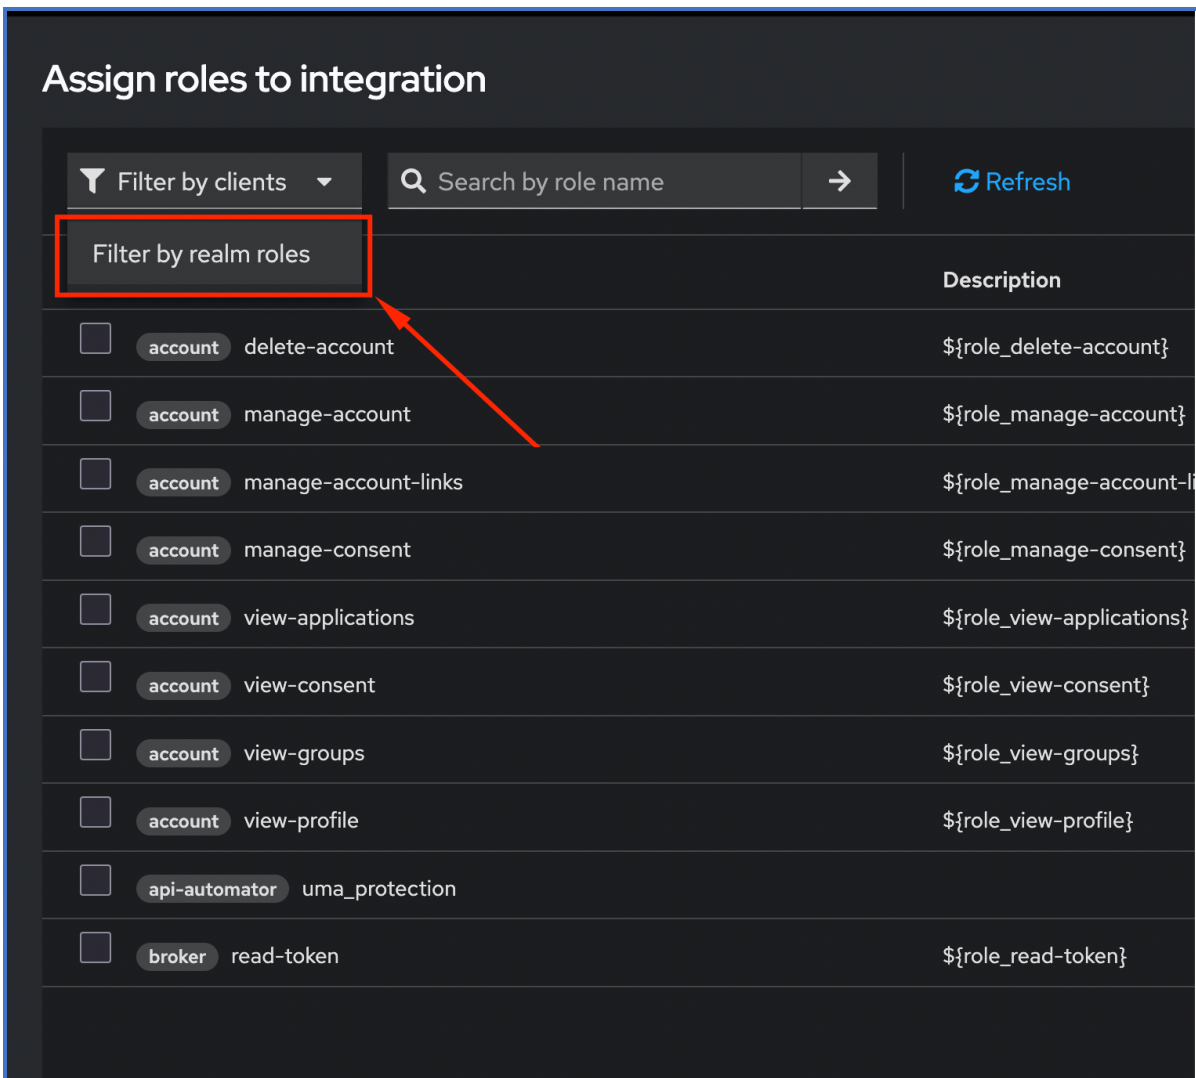 Assign roles to integration
Filter by clients Search by role name Refresh
Filter by realm roles
Description
account delete-account ${role_delete-account}
account manage-account ${role_manage-account}
account manage-account-links ${role_manage-account-li
account manage-consent ${role_manage-consent}
account view-applications ${role_view-applications}
account view-consent ${role_view-consent}
account view-groups ${role_view-groups}
account view-profile ${role_view-profile}
api-automator uma_protection
broker read-token ${role_read-token}